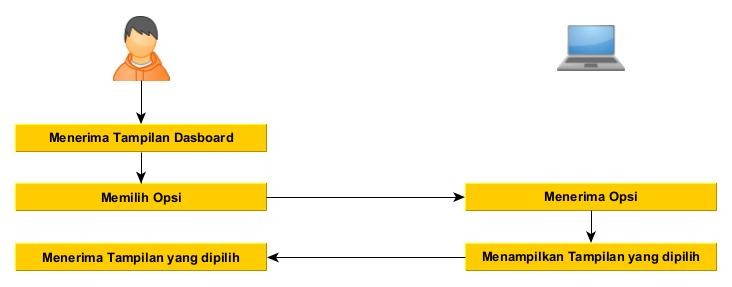 Menerima Tampilan Dasboard
Memilih Opsi
Menerima Opsi
Menerima Tampilan yang dipilih
Menampilkan Tampilan yang dipilih